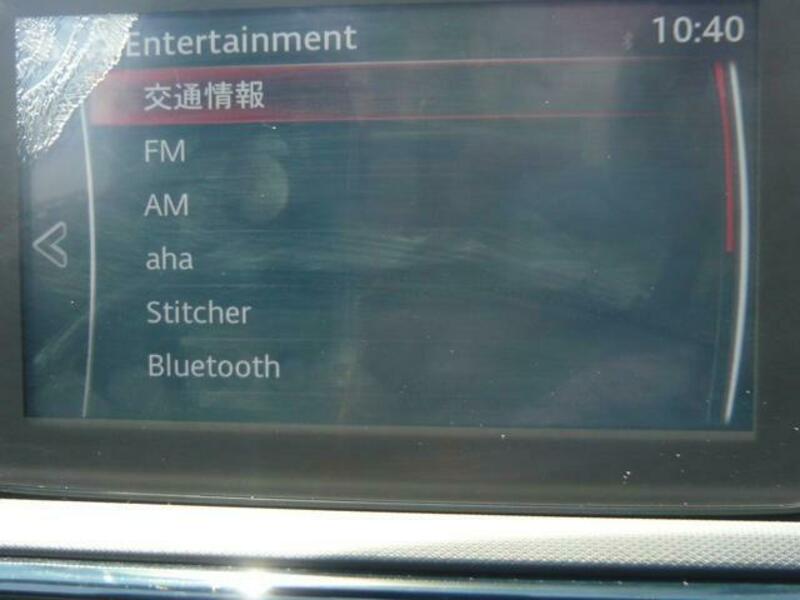 Entertainment
10:40
交通情報
FM
AM
aha
Stitcher
Bluetooth